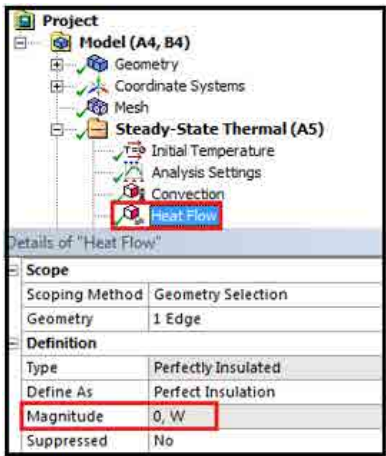 Project
Model (A4, B4)
Geometry
Coordinate Systems
Mesh
Steady-State Thermal (A5)
T=0 Initial Temperature
Analysis Settings
Convection
Heat Flow
Details of "Heat Flow"
Scope
Scoping Method Geometry Selection
Geometry 1 Edge
Definition
Type Perfectly Insulated
Define As Perfect Insulation
Magnitude 0, W
Suppressed No